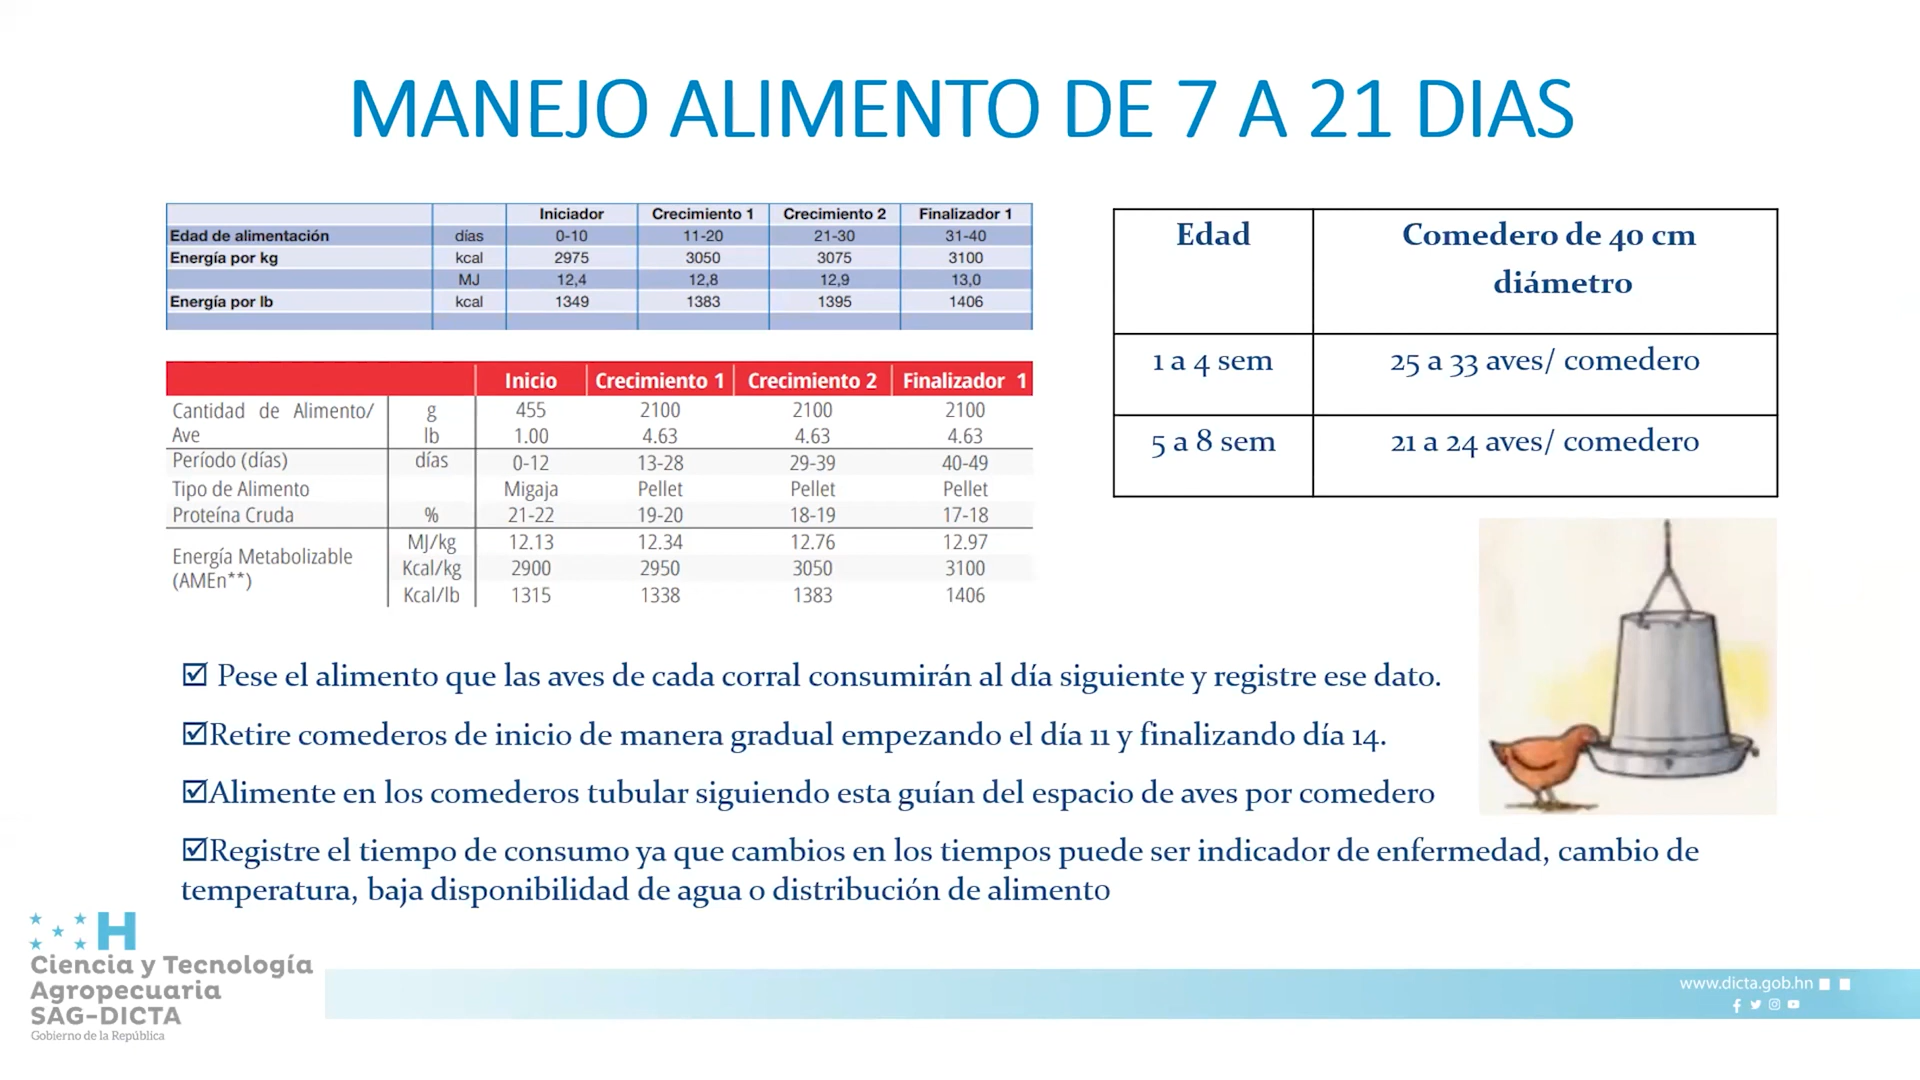 MANEJO ALIMENTO DE 7 A 21 DIAS
Iniciador Crecimiento 1 Crecimiento 2 Finalizador 1
Edad de alimentación días 0-10 11-20 21-30 31-40
Energía por kg kcal 2975 3050 3075 3100
MJ 12,4 12,8 12,9 13,0
Energía por lb kcal 1349 1383 1395 1406
Inicio Crecimiento 1 Crecimiento 2 Finalizador 1
Cantidad de Alimento/ g 455 2100 2100 2100
Ave lb 1.00 4.63 4.63 4.63
Período (días) días 0-12 13-28 29-39 40-49
Tipo de Alimento Migaja Pellet Pellet Pellet
Proteína Cruda % 21-22 19-20 18-19 17-18
MJ/kg 12.13 12.34 12.76 12.97
Energía Metabolizable Kcal/kg 2900 2950 3050 3100
(AMEn**) Kcal/lb 1315 1338 1383 1406
Edad Comedero de 40 cm
diámetro
1 a 4 sem 25 a 33 aves/ comedero
5 a 8 sem 21 a 24 aves/ comedero
☑ Pese el alimento que las aves de cada corral consumirán al día siguiente y registre ese dato.
☑Retire comederos de inicio de manera gradual empezando el día 11 y finalizando día 14.
☑Alimente en los comederos tubular siguiendo esta guían del espacio de aves por comedero
☑Registre el tiempo de consumo ya que cambios en los tiempos puede ser indicador de enfermedad, cambio de
temperatura, baja disponibilidad de agua o distribución de alimento
H
Ciencia y Tecnología
Agropecuaria
SAG-DICTA
Gobierno de la República
www.dicta.gob.hn